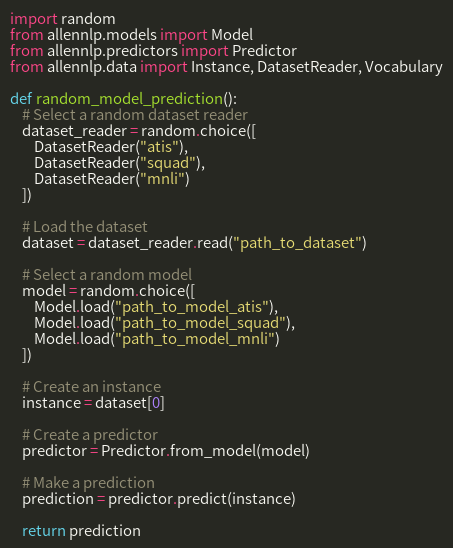 import random
from allennlp.models import Model
from allennlp.predictors import Predictor
from allennlp.data import Instance, DatasetReader, Vocabulary

def random_model_prediction():
    # Select a random dataset reader
    dataset_reader = random.choice([
        DatasetReader("atis"),
        DatasetReader("squad"),
        DatasetReader("mnli")
    ])

    # Load the dataset
    dataset = dataset_reader.read("path_to_dataset")

    # Select a random model
    model = random.choice([
        Model.load("path_to_model_atis"),
        Model.load("path_to_model_squad"),
        Model.load("path_to_model_mnli")
    ])

    # Create an instance
    instance = dataset[0]

    # Create a predictor
    predictor = Predictor.from_model(model)

    # Make a prediction
    prediction = predictor.predict(instance)

    return prediction